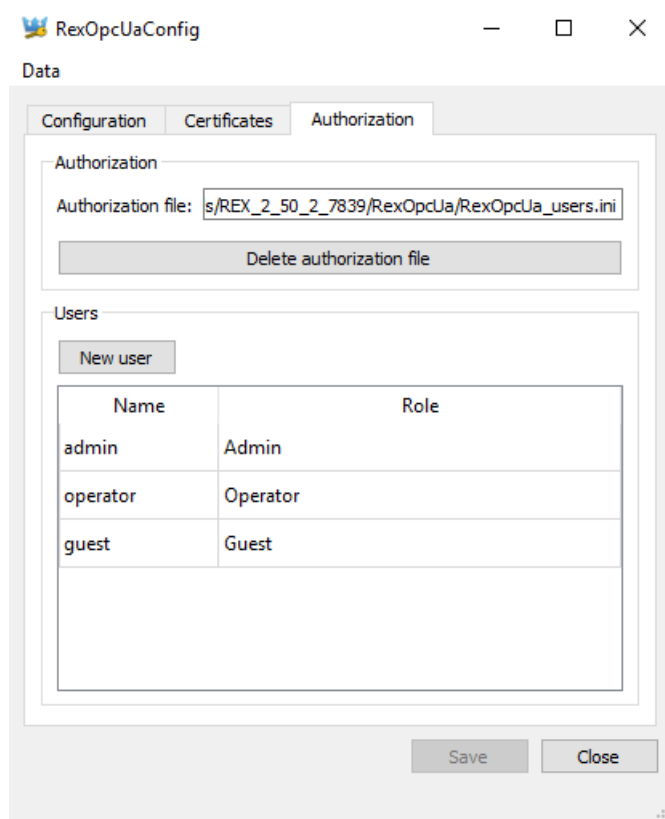 RexOpcUaConfig
Data
Configuration Certificates Authorization
Authorization
Authorization file: s/REX_2_50_2_7839/RexOpcUa/RexOpcUa_users.ini
Delete authorization file
Users
New user
Name Role
admin Admin
operator Operator
guest Guest
Save Close